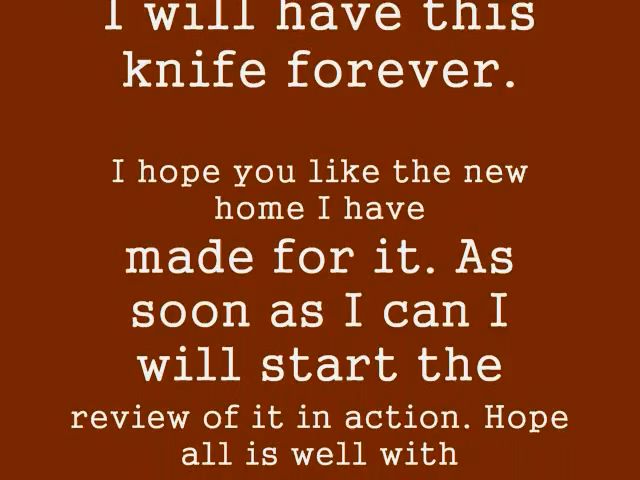 I will have this
knife forever.
I hope you like the new
home I have
made for it. As
soon as I can I
will start the
review of it in action. Hope
all is well with